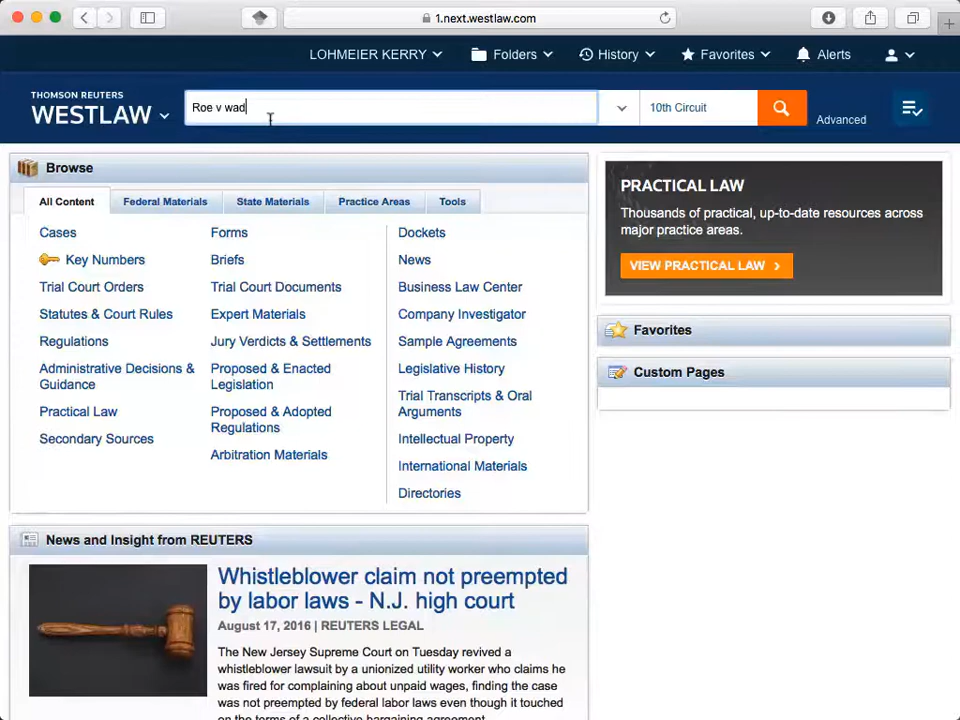 1.next.westlaw.com
LOHMEIER KERRY Folders History Favorites Alerts
THOMSON REUTERS
WESTLAW
Roe v wad
10th Circuit
Advanced
Browse
All Content Federal Materials State Materials Practice Areas Tools
Cases
Key Numbers
Trial Court Orders
Statutes & Court Rules
Regulations
Administrative Decisions &
Guidance
Practical Law
Secondary Sources
Forms
Briefs
Trial Court Documents
Expert Materials
Jury Verdicts & Settlements
Proposed & Enacted
Legislation
Proposed & Adopted
Regulations
Arbitration Materials
Dockets
News
Business Law Center
Company Investigator
Sample Agreements
Legislative History
Trial Transcripts & Oral
Arguments
Intellectual Property
International Materials
Directories
PRACTICAL LAW
Thousands of practical, up-to-date resources across
major practice areas.
VIEW PRACTICAL LAW
Favorites
Custom Pages
News and Insight from REUTERS
Whistleblower claim not preempted
by labor laws - N.J. high court
August 17, 2016 | REUTERS LEGAL
The New Jersey Supreme Court on Tuesday revived a
whistleblower lawsuit by a unionized utility worker who claims he
was fired for complaining about unpaid wages, finding the case
was not preempted by federal labor laws even though it touched
on the terms of a collective bargaining agreement.